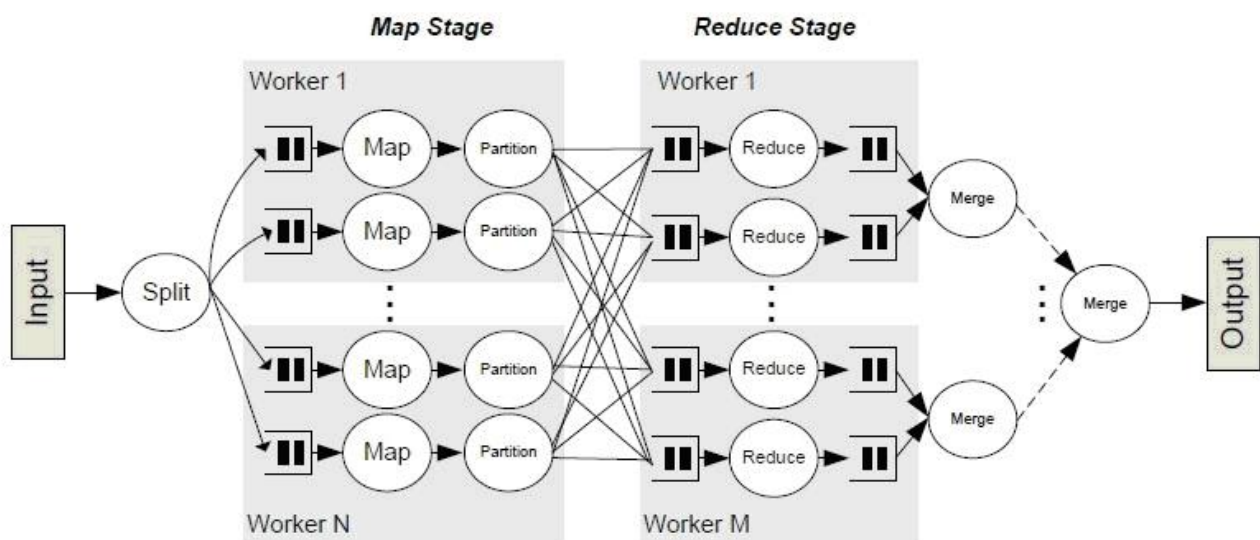 Map Stage
Reduce Stage
Worker 1
Worker 1
Map
Partition
Reduce
Merge
Map
Partition
Reduce
Input
Split
Merge
Output
Map
Partition
Reduce
Merge
Map
Partition
Reduce
Worker N
Worker M